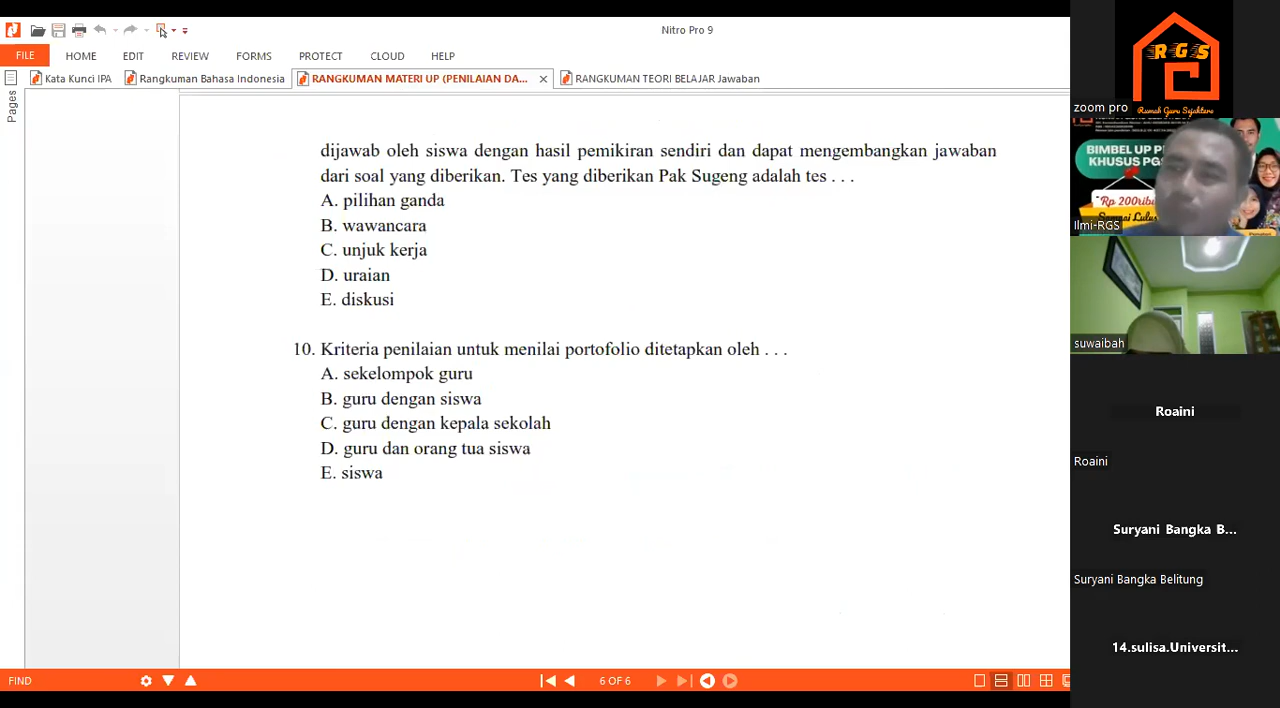 Nitro Pro 9
FILE
HOME
EDIT
REVIEW
FORMS
PROTECT
CLOUD
HELP
Kata Kunci IPA
Rangkuman Bahasa Indonesia
RANGKUMAN MATERI UP (PENILAIAN DA...
RANGKUMAN TEORI BELAJAR Jawaban
Pages
dijawab oleh siswa dengan hasil pemikiran sendiri dan dapat mengembangkan jawaban
dari soal yang diberikan. Tes yang diberikan Pak Sugeng adalah tes . . .
A. pilihan ganda
B. wawancara
C. unjuk kerja
D. uraian
E. diskusi
10. Kriteria penilaian untuk menilai portofolio ditetapkan oleh . . .
A. sekelompok guru
B. guru dengan siswa
C. guru dengan kepala sekolah
D. guru dan orang tua siswa
E. siswa
FIND
6 OF 6
RGS
Rumah Guru Sejahtera
zoom pro
BIMBEL UP P
KHUSUS PGS
Rp 200rib
Sampai Lulus
Ilmi-RGS
suwaibah
Roaini
Roaini
Suryani Bangka B...
Suryani Bangka Belitung
14.sulisa.Universit...